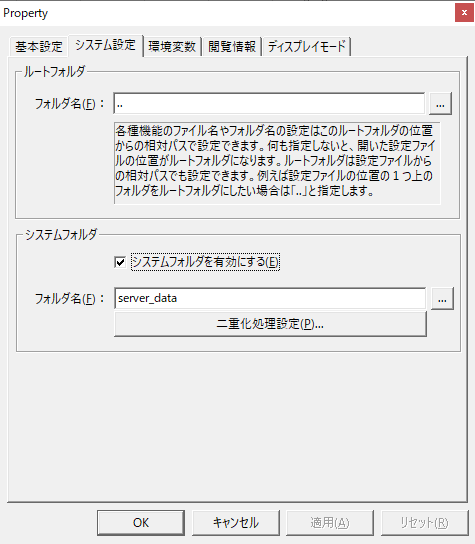 Property
基本設定 システム設定 環境変数 閲覧情報 ディスプレイモード
ルートフォルダ
フォルダ名(F)： .. ...
各種機能のファイル名やフォルダ名の設定はこのルートフォルダの位置
からの相対パスで設定できます。何も指定しないと、開いた設定ファイ
ルの位置がルートフォルダになります。ルートフォルダは設定ファイルから
の相対パスでも設定できます。例えば設定ファイルの位置の１つ上の
フォルダをルートフォルダにしたい場合は「..」と指定します。
システムフォルダ
システムフォルダを有効にする(E)
フォルダ名(F)： server_data ...
二重化処理設定(P)...
OK キャンセル 適用(A) リセット(R)